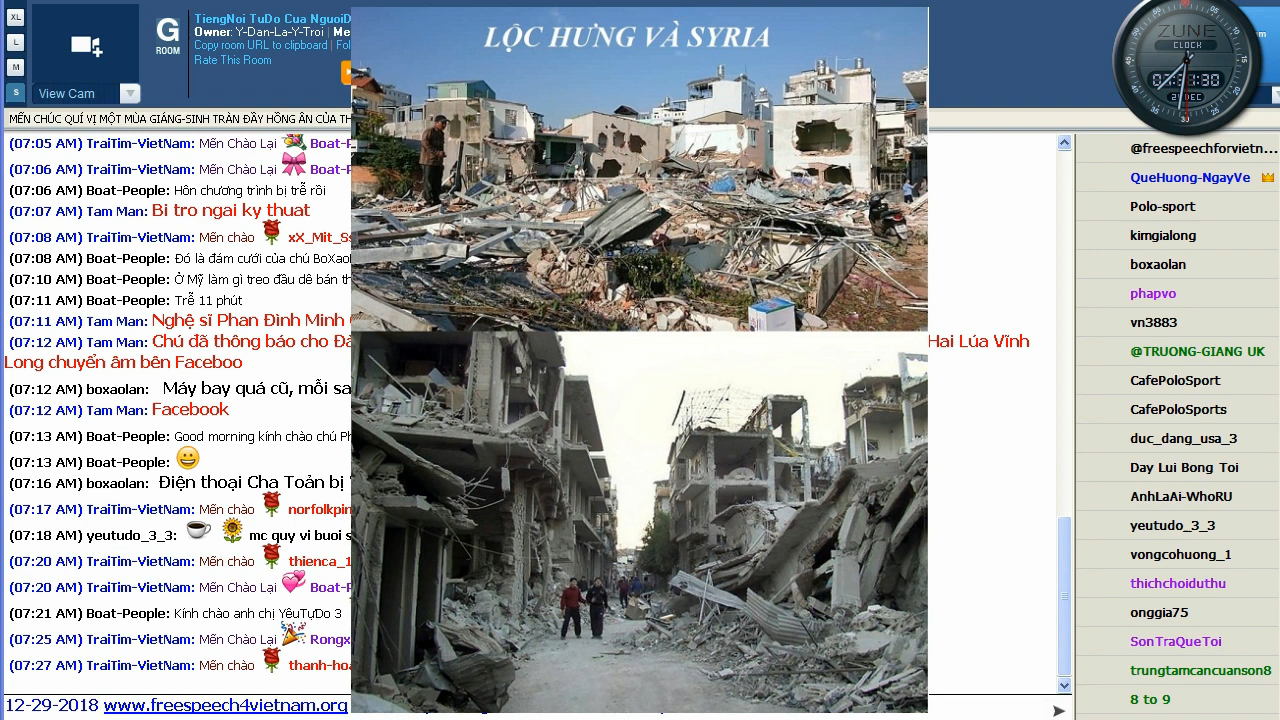 XL
L
M
S
View Cam
G
ROOM
TiengNoi TuDo Cua NguoiD
Owner: Y-Dan-La-Y-Troi | Me
Copy room URL to clipboard | Fol
Rate This Room
LỘC HƯNG VÀ SYRIA
ZUNE
CLOCK
MẾN CHÚC QUÍ VỊ MỘT MÙA GIÁNG-SINH TRÀN ĐẦY HỒNG ÂN CỦA TH
(07:05 AM) TraiTim-VietNam: Mến Chào Lại Boat-P
(07:06 AM) TraiTim-VietNam: Mến Chào Lại Boat-P
(07:06 AM) Boat-People: Hôn chương trình bị trễ rồi
(07:07 AM) Tam Man: Bi tro ngai ky thuat
(07:08 AM) TraiTim-VietNam: Mến chào xX_Mit_Ss
(07:08 AM) Boat-People: Đó là đám cưới của chú BoXaol
(07:10 AM) Boat-People: Ở Mỹ làm gì treo đầu dê bán th
(07:11 AM) Boat-People: Trễ 11 phút
(07:11 AM) Tam Man: Nghệ sĩ Phan Đình Minh
(07:12 AM) Tam Man: Chú đã thông báo cho Đà Hai Lúa Vĩnh
Long chuyển âm bên Faceboo
(07:12 AM) boxaolan: Máy bay quá cũ, mỗi sa
(07:12 AM) Tam Man: Facebook
(07:13 AM) Boat-People: Good morning kính chào chú Ph
(07:13 AM) Boat-People:
(07:16 AM) boxaolan: Điện thoại Cha Toản bị
(07:17 AM) TraiTim-VietNam: Mến chào norfolkpin
(07:18 AM) yeutudo_3_3: mc quy vi buoi s
(07:20 AM) TraiTim-VietNam: Mến chào thienca_1
(07:20 AM) TraiTim-VietNam: Mến Chào Lại Boat-P
(07:21 AM) Boat-People: Kính chào anh chị YêuTựDo 3
(07:25 AM) TraiTim-VietNam: Mến Chào Lại Rongx
(07:27 AM) TraiTim-VietNam: Mến chào thanh-hoa
12-29-2018 www.freespeech4vietnam.org
@freespeechforvietn...
QueHuong-NgayVe
Polo-sport
kimgialong
boxaolan
phapvo
vn3883
@TRUONG-GIANG UK
CafePoloSport
CafePoloSports
duc_dang_usa_3
Day Lui Bong Toi
AnhLaAi-WhoRU
yeutudo_3_3
vongcohuong_1
thichchoiduthu
onggia75
SonTraQueToi
trungtamcancuanson8
8 to 9